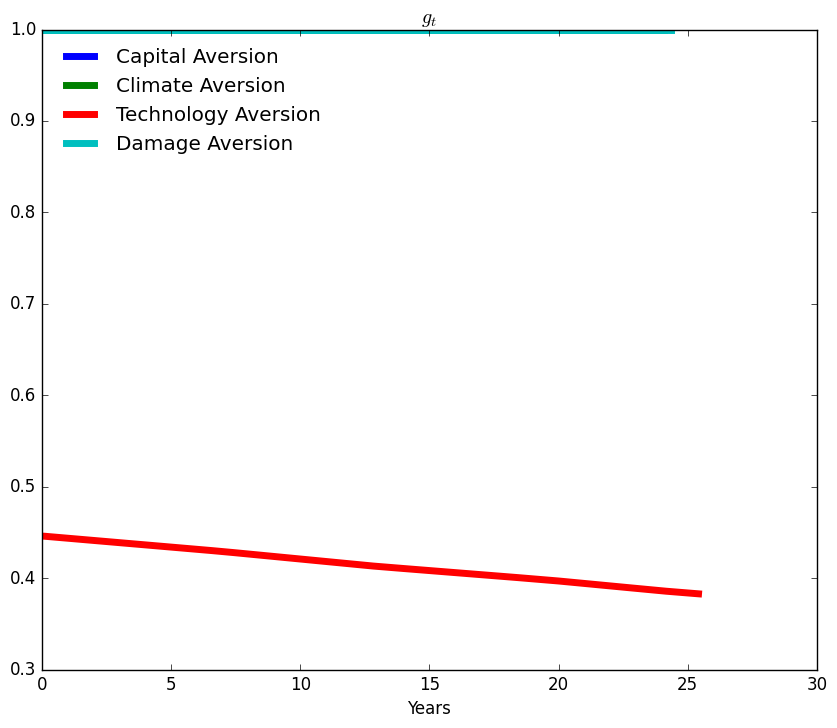 g_t
1.0
Capital Aversion
Climate Aversion
Technology Aversion
Damage Aversion
0.9
0.8
0.7
0.6
0.5
0.4
0.3
0 5 10 15 20 25 30
Years